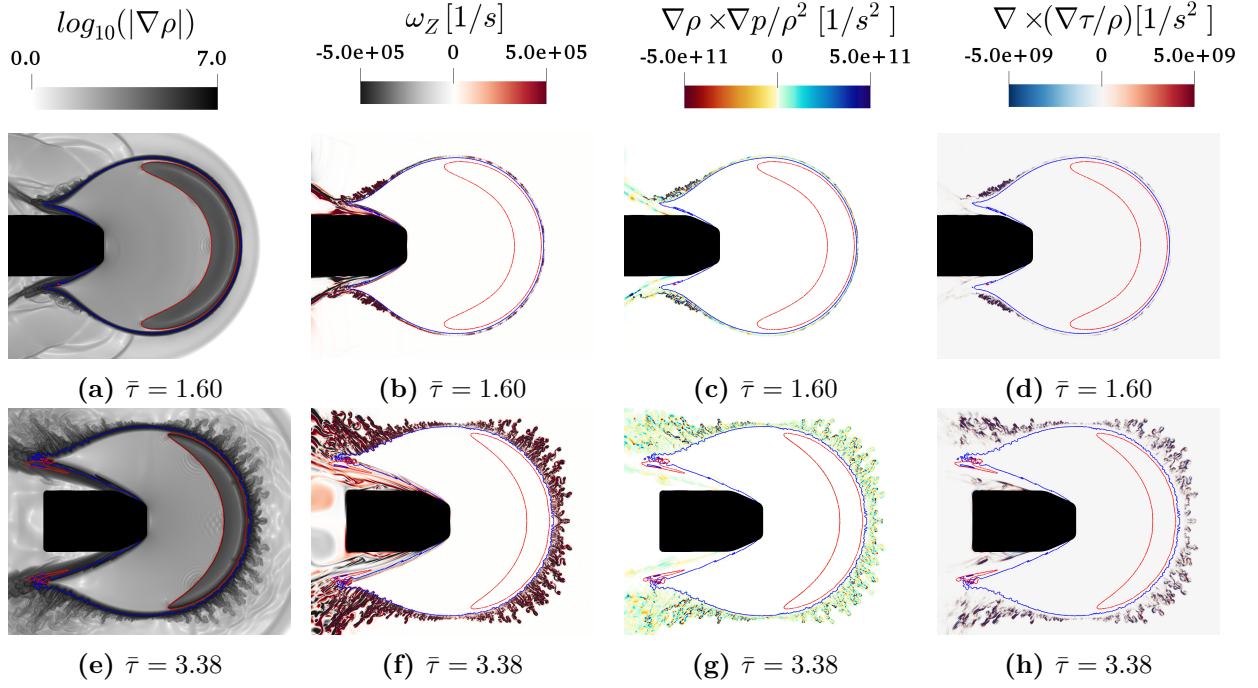 log₁₀(|∇ρ|)
0.0 7.0
ω_Z [1/s]
-5.0e+05 0 5.0e+05
∇ρ ×∇p/ρ² [1/s²]
-5.0e+11 0 5.0e+11
∇ ×(∇τ/ρ)[1/s²]
-5.0e+09 0 5.0e+09
(a) τ̄ = 1.60
(b) τ̄ = 1.60
(c) τ̄ = 1.60
(d) τ̄ = 1.60
(e) τ̄ = 3.38
(f) τ̄ = 3.38
(g) τ̄ = 3.38
(h) τ̄ = 3.38